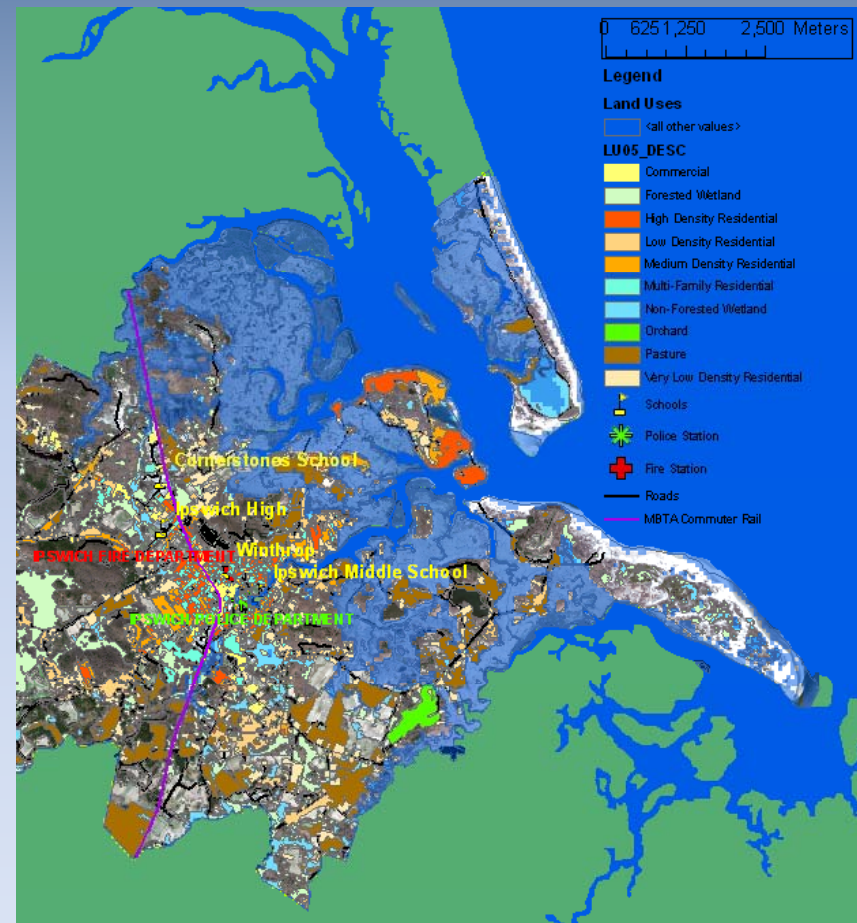 0 625 1,250 2,500 Meters
Legend
Land Uses
<all other values>
LU05_DESC
Commercial
Forested Wetland
High Density Residential
Low Density Residential
Medium Density Residential
Multi-Family Residential
Non-Forested Wetland
Orchard
Pasture
Very Low Density Residential
Schools
Police Station
Fire Station
Roads
MBTA Commuter Rail
Cornerstones School
Ipswich High
IPSWICH FIRE DEPARTMENT
Winthrop
Ipswich Middle School
IPSWICH POLICE DEPARTMENT